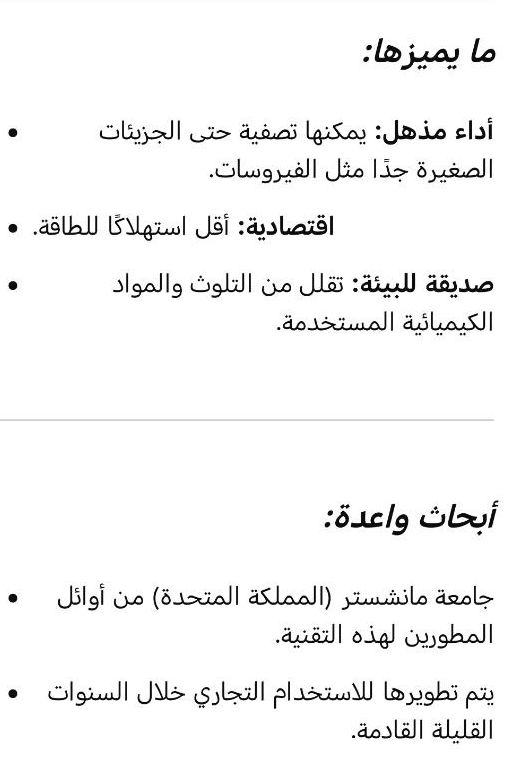 ما يميزها:
• أداء مذهل: يمكنها تصفية حتى الجزيئات
الصغيرة جدًا مثل الفيروسات.
• اقتصادية: أقل استهلاكًا للطاقة.
• صديقة للبيئة: تقلل من التلوث والمواد
الكيميائية المستخدمة.
أبحاث واعدة:
• جامعة مانشستر (المملكة المتحدة) من أوائل
المطورين لهذه التقنية.
• يتم تطويرها للاستخدام التجاري خلال السنوات
القليلة القادمة.